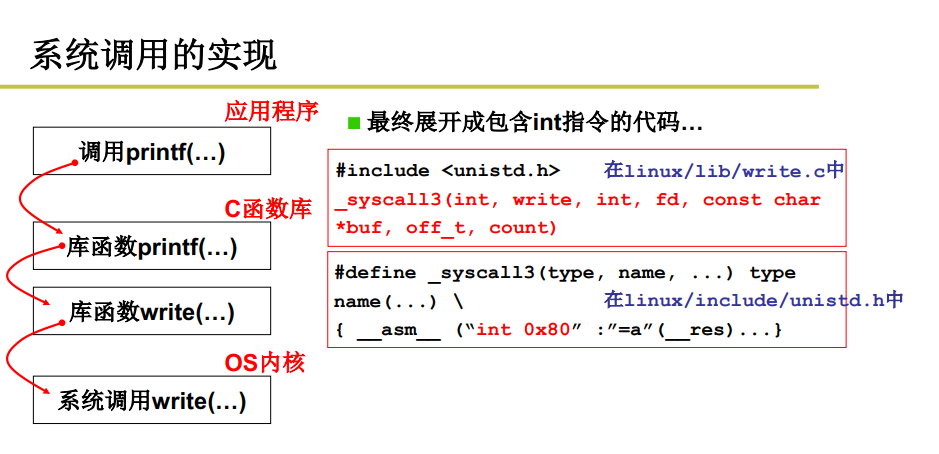 系统调用的实现
应用程序
调用printf(…)
C函数库
库函数printf(…)
库函数write(…)
OS内核
系统调用write(…)
最终展开成包含int指令的代码…
#include <unistd.h> 在linux/lib/write.c中
_syscall3(int, write, int, fd, const char
*buf, off_t, count)
#define _syscall3(type, name, ...) type
name(...) \ 在linux/include/unistd.h中
{ __asm__ (“int 0x80” :”=a”(__res)...}